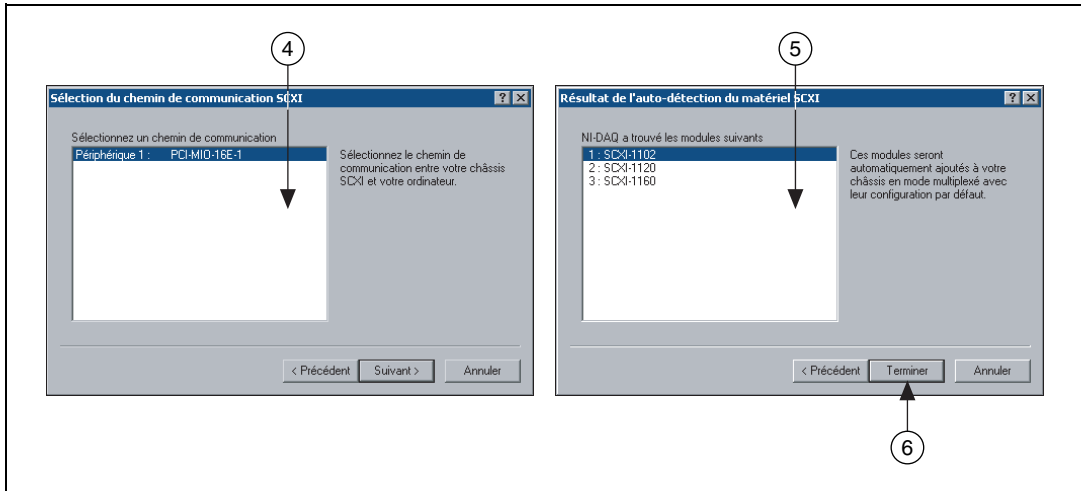 4
Sélection du chemin de communication SCXI
Sélectionnez un chemin de communication
Périphérique 1 : PCI-MIO-16E-1
Sélectionnez le chemin de
communication entre votre châssis
SCXI et votre ordinateur.
< Précédent
Suivant >
Annuler
5
Résultat de l'auto-détection du matériel SCXI
NI-DAQ a trouvé les modules suivants
1 : SCXI-1102
2 : SCXI-1120
3 : SCXI-1160
Ces modules seront
automatiquement ajoutés à votre
châssis en mode multiplexé avec
leur configuration par défaut.
< Précédent
Terminer
Annuler
6